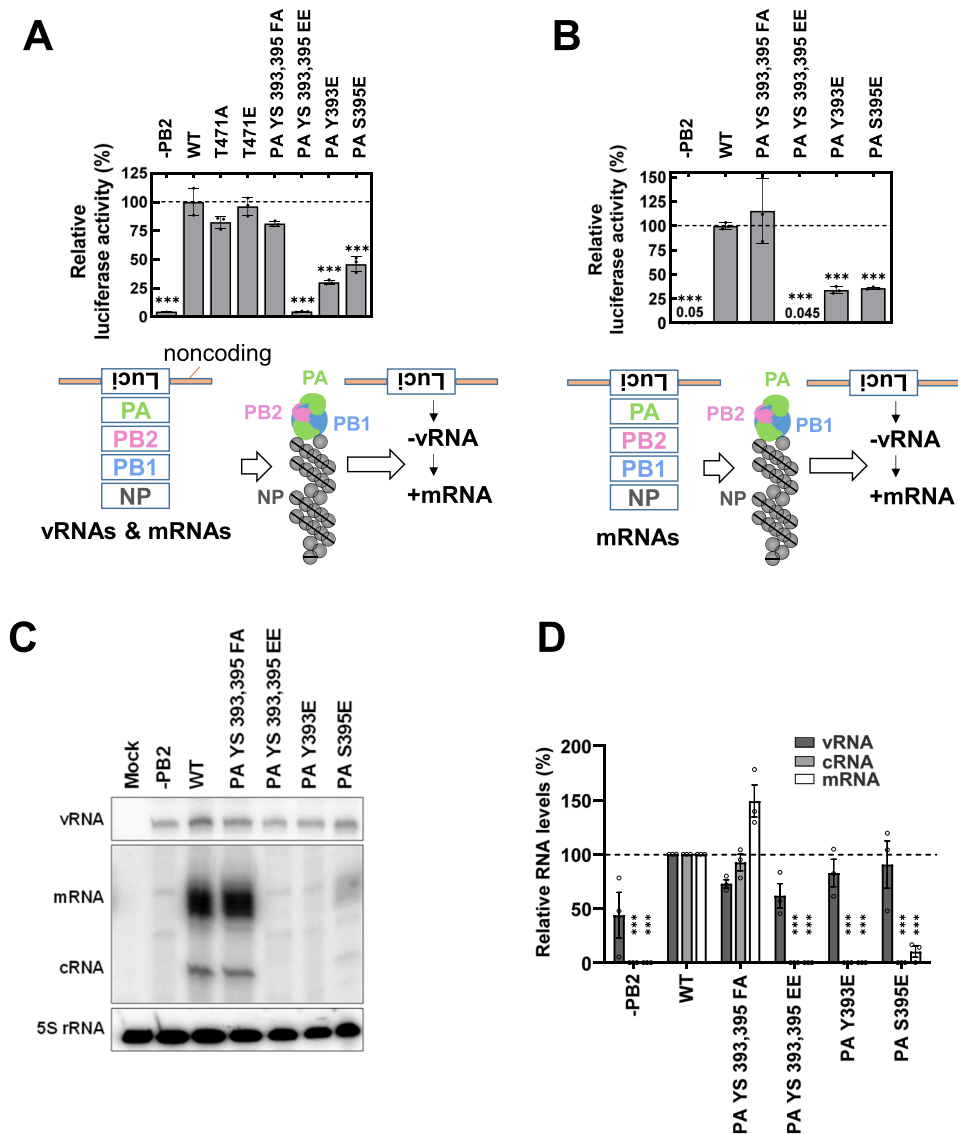 A
-PB2
WT
T471A
T471E
PA YS 393,395 FA
PA YS 393,395 EE
PA Y393E
PA S395E
Relative
luciferase activity (%)
125
100
75
50
25
0
***
***
***
***
noncoding
Luci
PA
PB2
PB1
NP
vRNAs & mRNAs
PA
PB2
PB1
NP
Luci
-vRNA
+mRNA
B
-PB2
WT
PA YS 393,395 FA
PA YS 393,395 EE
PA Y393E
PA S395E
Relative
luciferase activity (%)
150
125
100
75
50
25
0
***
0.05
***
0.045
***
***
Luci
PA
PB2
PB1
NP
mRNAs
PA
PB2
PB1
NP
Luci
-vRNA
+mRNA
C
Mock
-PB2
WT
PA YS 393,395 FA
PA YS 393,395 EE
PA Y393E
PA S395E
vRNA
mRNA
cRNA
5S rRNA
D
vRNA
cRNA
mRNA
Relative RNA levels (%)
200
150
100
50
0
***
***
***
***
***
***
***
***
-PB2
WT
PA YS 393,395 FA
PA YS 393,395 EE
PA Y393E
PA S395E